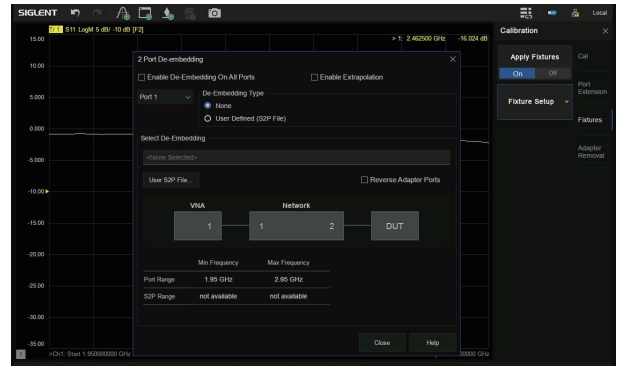 SIGLENT
Local
Tr 1 S11 LogM 5 dB/ -10 dB [F2]
> 1: 2.462500 GHz -16.024 dB
15.00
5.000
0.000
-5.000
-10.00
-15.00
-20.00
-25.00
-30.00
-35.00
2 Port De-embedding
Enable De-Embedding On All Ports
Enable Extrapolation
Port 1
De-Embedding Type
None
User Defined (S2P File)
Select De-Embedding
<None Selected>
User S2P File...
Reverse Adapter Ports
VNA
Network
1
1 2
DUT
Min Frequency Max Frequency
Port Range 1.95 GHz 2.95 GHz
S2P Range not available not available
Close Help
1 >Ch1: Start 1.950000000 GHz
Calibration
Apply Fixtures
On Off
Fixture Setup
Cal
Port
Extension
Fixtures
Adapter
Removal